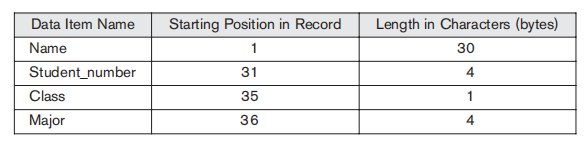 Data Item Name Starting Position in Record Length in Characters (bytes)
Name 1 30
Student_number 31 4
Class 35 1
Major 36 4